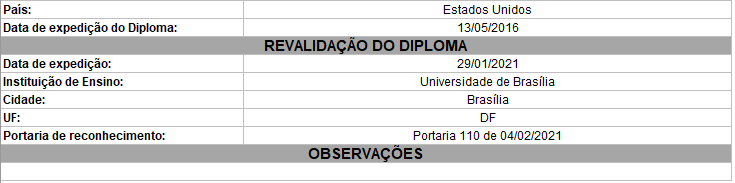 País: Estados Unidos
Data de expedição do Diploma: 13/05/2016
REVALIDAÇÃO DO DIPLOMA
Data de expedição: 29/01/2021
Instituição de Ensino: Universidade de Brasília
Cidade: Brasília
UF: DF
Portaria de reconhecimento: Portaria 110 de 04/02/2021
OBSERVAÇÕES